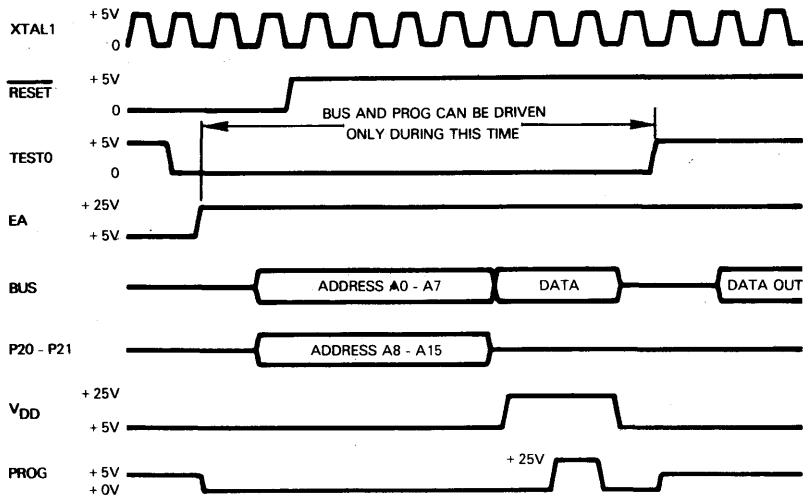 XTAL1
+ 5V
0
RESET
+ 5V
0
BUS AND PROG CAN BE DRIVEN
ONLY DURING THIS TIME
TEST0
+ 5V
0
EA
+ 25V
+ 5V
BUS
ADDRESS A0 - A7
DATA
DATA OUT
P20 - P21
ADDRESS A8 - A15
VDD
+ 25V
+ 5V
PROG
+ 5V
+ 0V
+ 25V